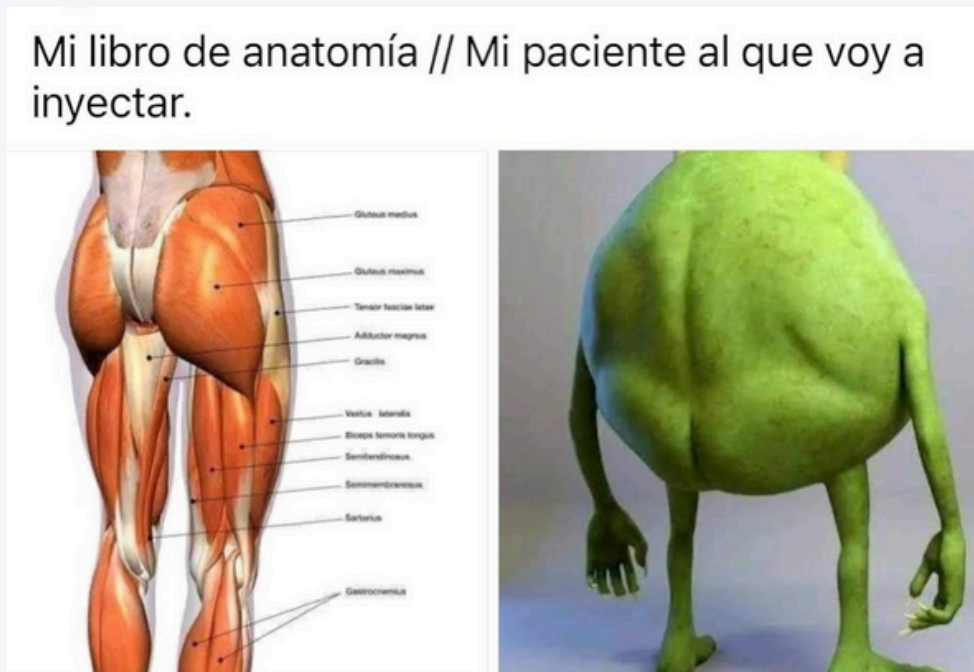 Mi libro de anatomía // Mi paciente al que voy a
inyectar.
Gluteus medius
Gluteus maximus
Tensor fasciae latae
Adductor magnus
Gracilis
Vastus lateralis
Biceps femoris longus
Semitendinosus
Semimembranosus
Sartorius
Gastrocnemius